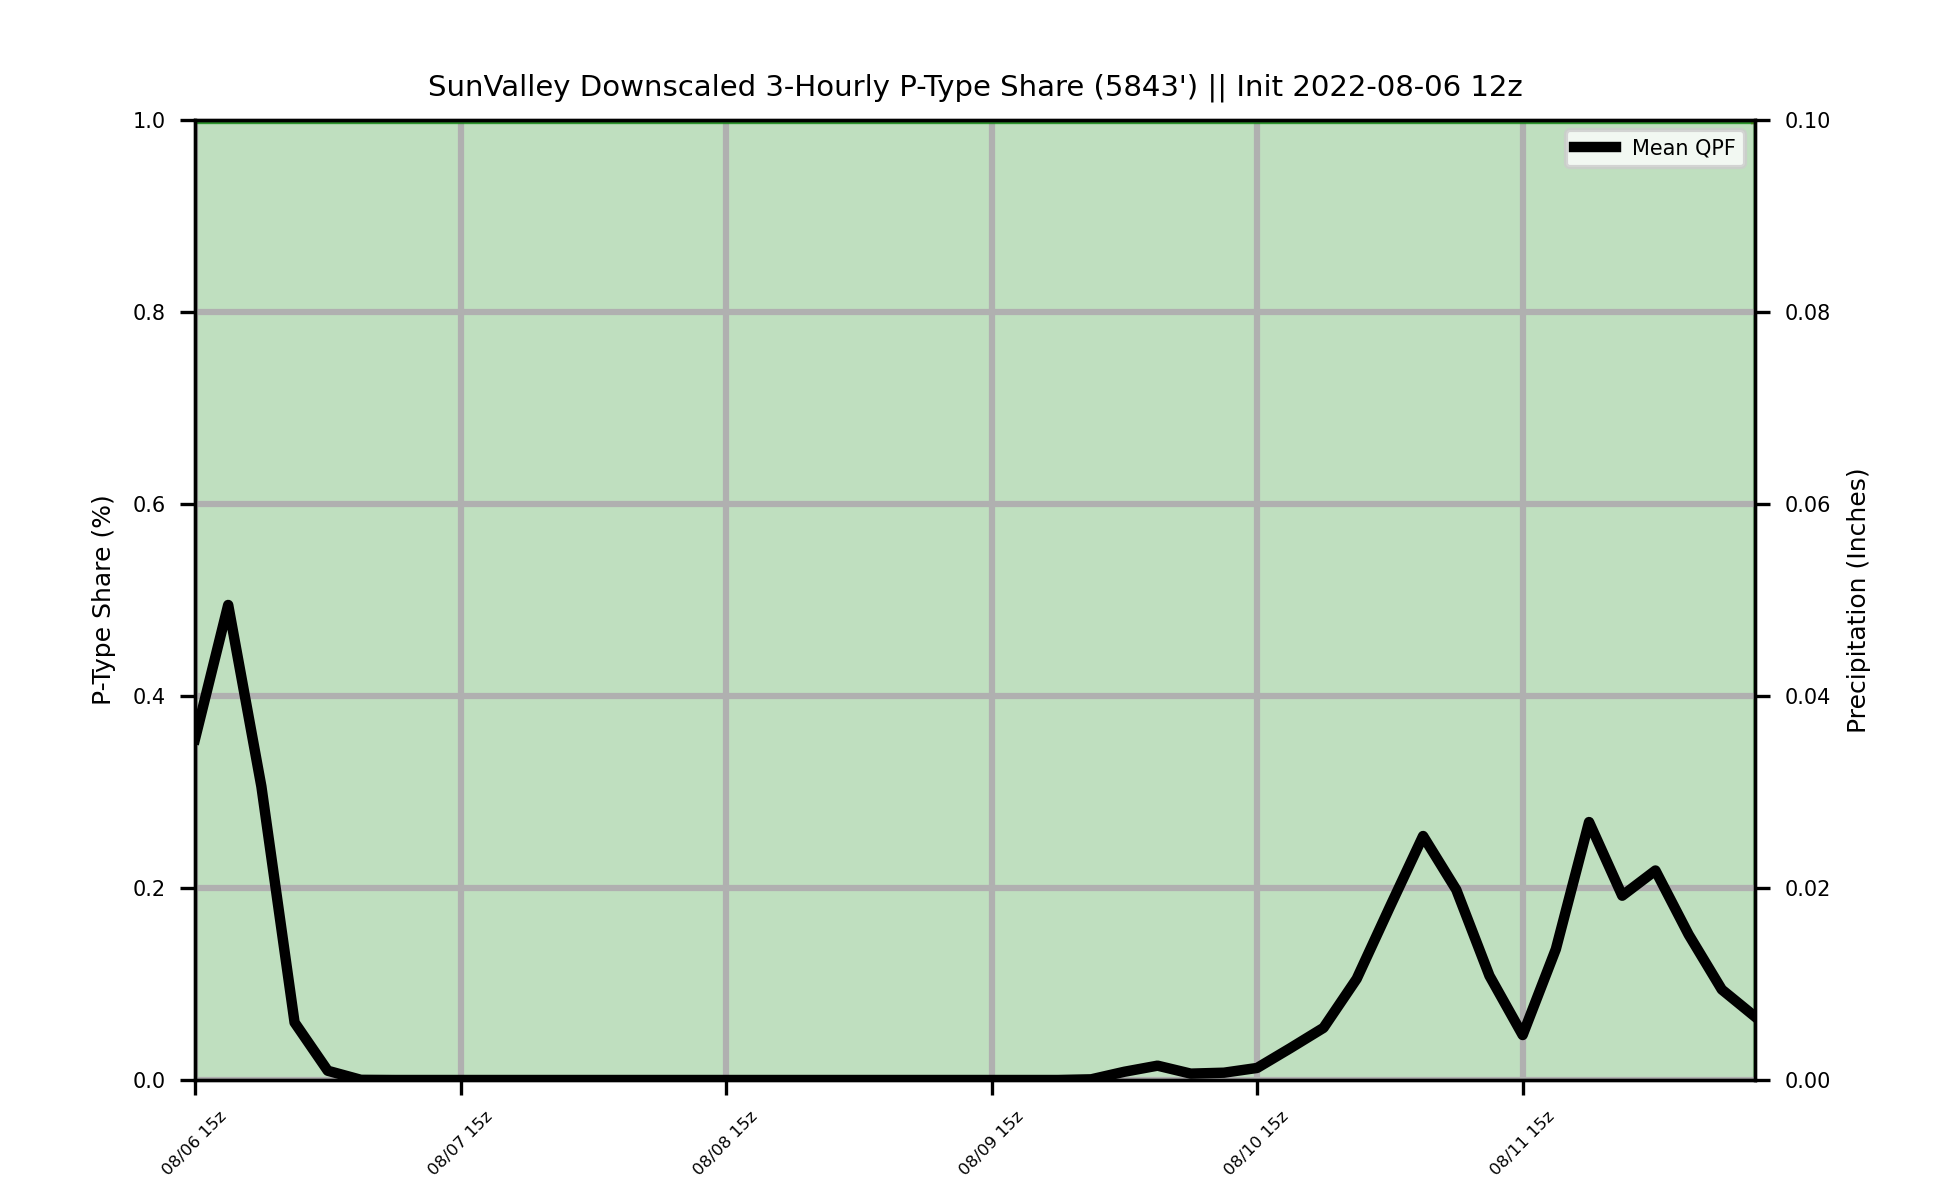 SunValley Downscaled 3-Hourly P-Type Share (5843') || Init 2022-08-06 12z
Mean QPF
P-Type Share (%)
1.0
0.8
0.6
0.4
0.2
0.0
0.10
0.08
0.06
0.04
0.02
0.00
Precipitation (Inches)
08/06 15z
08/07 15z
08/08 15z
08/09 15z
08/10 15z
08/11 15z